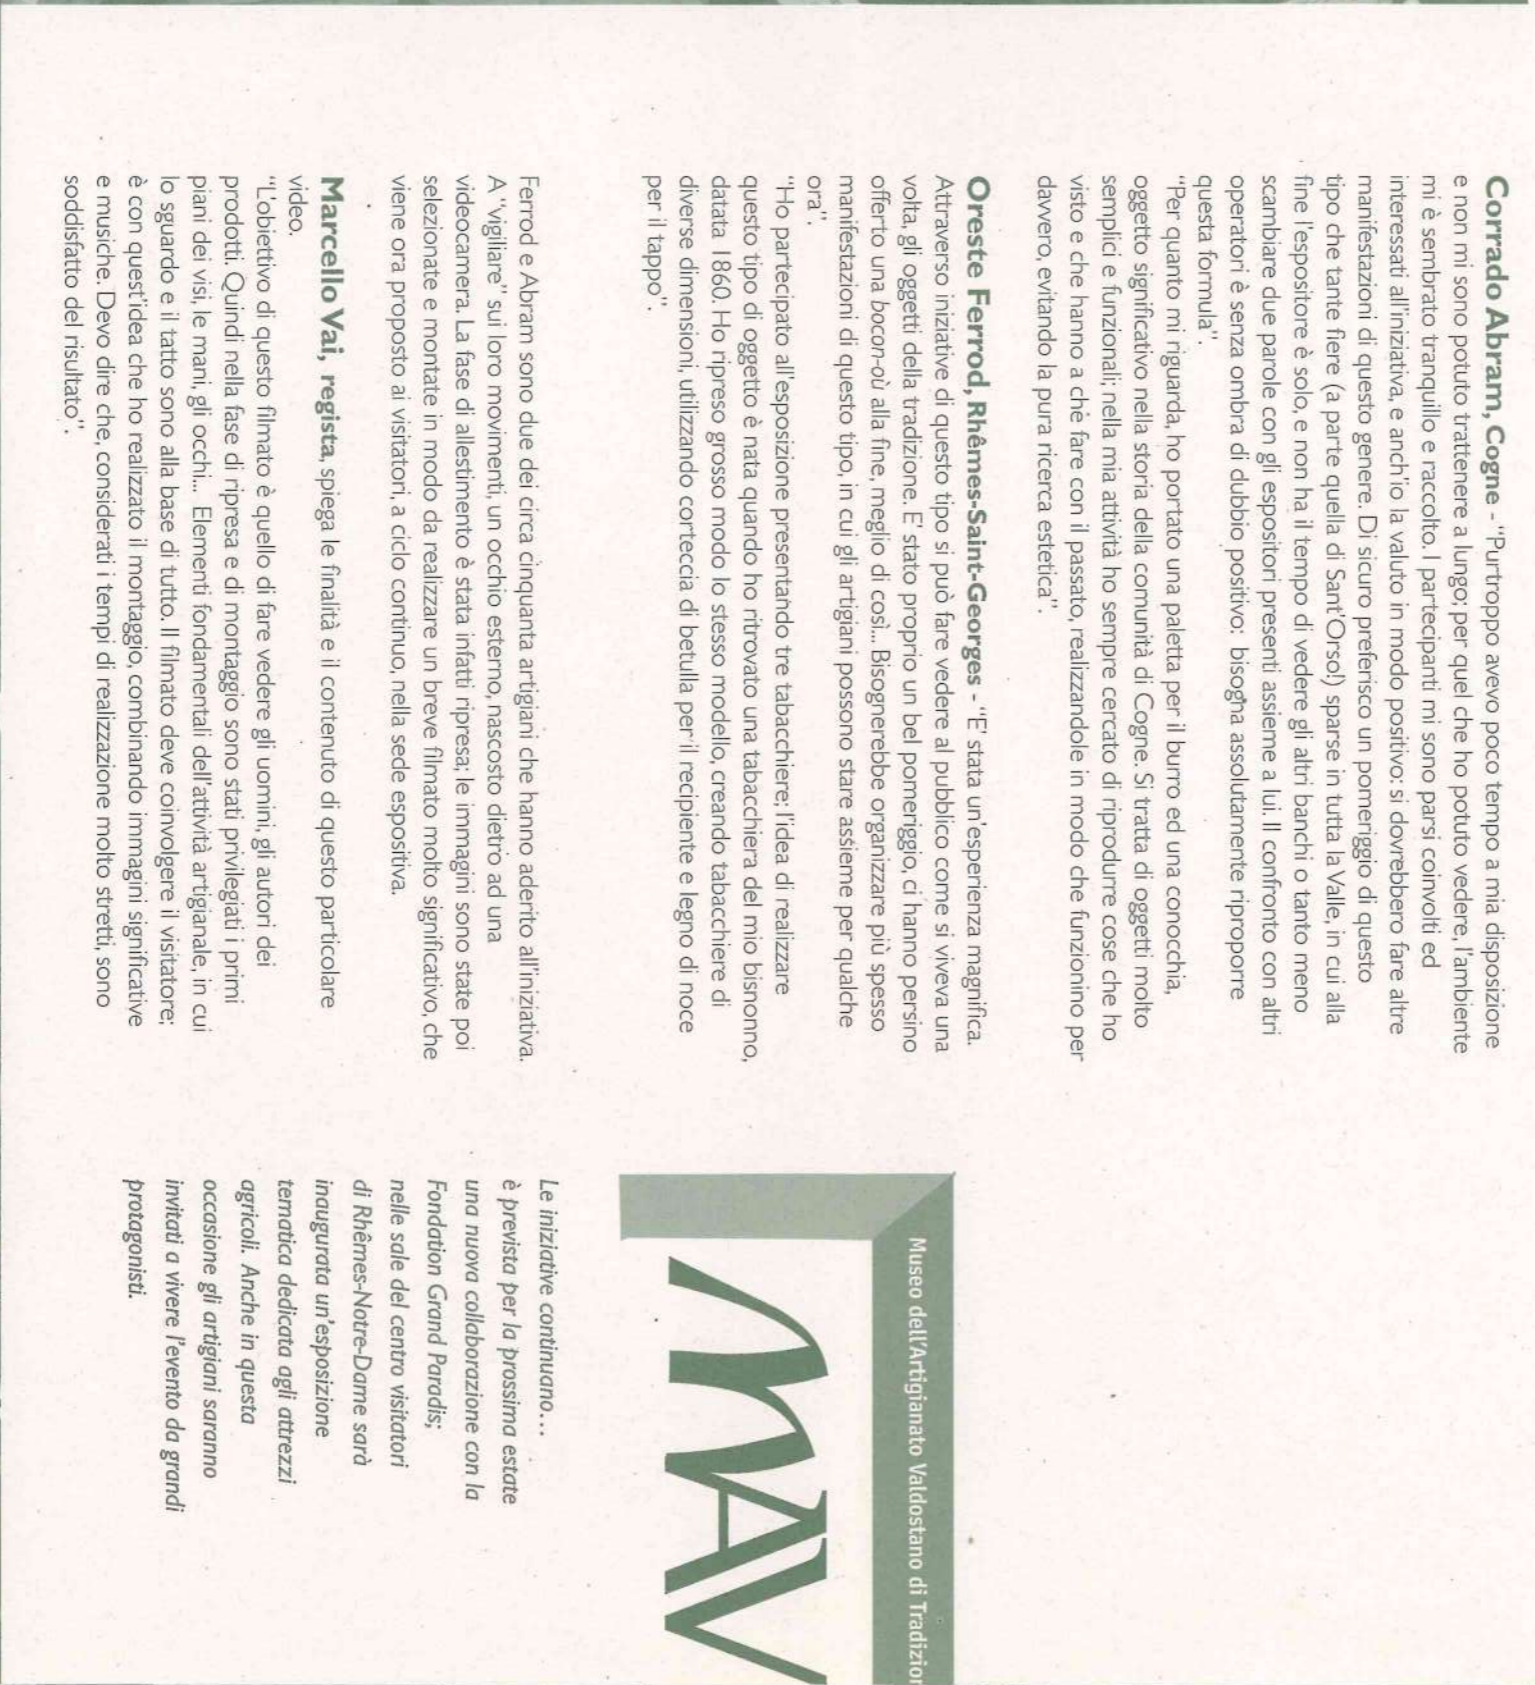 Corrado Abram, Cogne - "Purtroppo avevo poco tempo a mia disposizione
e non mi sono potuto trattenere a lungo; per quel che ho potuto vedere, l'ambiente
mi è sembrato tranquillo e raccolto. I partecipanti mi sono parsi coinvolti ed
interessati all'iniziativa, e anch'io la valuto in modo positivo: si dovrebbero fare altre
manifestazioni di questo genere. Di sicuro preferisco un pomeriggio di questo
tipo che tante fiere (a parte quella di Sant'Orso!) sparse in tutta la Valle, in cui alla
fine l'espositore è solo, e non ha il tempo di vedere gli altri banchi o tanto meno
scambiare due parole con gli espositori presenti assieme a lui. Il confronto con altri
operatori è senza ombra di dubbio positivo: bisogna assolutamente riproporre
questa formula".
"Per quanto mi riguarda, ho portato una paletta per il burro ed una conocchia,
oggetto significativo nella storia della comunità di Cogne. Si tratta di oggetti molto
semplici e funzionali; nella mia attività ho sempre cercato di riprodurre cose che ho
visto e che hanno a chè fare con il passato, realizzandole in modo che funzionino per
davvero, evitando la pura ricerca estetica".
Oreste Ferrod, Rhêmes-Saint-Georges - "E' stata un'esperienza magnifica.
Attraverso iniziative di questo tipo si può fare vedere al pubblico come si viveva una
volta, gli oggetti della tradizione. E' stato proprio un bel pomeriggio, ci hanno persino
offerto una bocon-où alla fine, meglio di così... Bisognerebbe organizzare più spesso
manifestazioni di questo tipo, in cui gli artigiani possono stare assieme per qualche
ora".
"Ho partecipato all'esposizione presentando tre tabacchiere; l'idea di realizzare
questo tipo di oggetto è nata quando ho ritrovato una tabacchiera del mio bisnonno,
datata 1860. Ho ripreso grosso modo lo stesso modello, creando tabacchiere di
diverse dimensioni, utilizzando corteccia di betulla per il recipiente e legno di noce
per il tappo".
Ferrod e Abram sono due dei circa cinquanta artigiani che hanno aderito all'iniziativa.
A "vigiliare" sui loro movimenti, un occhio esterno, nascosto dietro ad una
videocamera. La fase di allestimento è stata infatti ripresa; le immagini sono state poi
selezionate e montate in modo da realizzare un breve filmato molto significativo, che
viene ora proposto ai visitatori, a ciclo continuo, nella sede espositiva.
Marcello Vai, regista, spiega le finalità e il contenuto di questo particolare
video.
"L'obiettivo di questo filmato è quello di fare vedere gli uomini, gli autori dei
prodotti. Quindi nella fase di ripresa e di montaggio sono stati privilegiati i primi
piani dei visi, le mani, gli occhi... Elementi fondamentali dell'attività artigianale, in cui
lo sguardo e il tatto sono alla base di tutto. Il filmato deve coinvolgere il visitatore;
è con quest'idea che ho realizzato il montaggio, combinando immagini significative
e musiche. Devo dire che, considerati i tempi di realizzazione molto stretti, sono
soddisfatto del risultato".
Museo dell'Artigianato Valdostano di Tradizion
MAV
Le iniziative continuano...
è prevista per la prossima estate
una nuova collaborazione con la
Fondation Grand Paradis;
nelle sale del centro visitatori
di Rhêmes-Notre-Dame sarà
inaugurata un'esposizione
tematica dedicata agli attrezzi
agricoli. Anche in questa
occasione gli artigiani saranno
invitati a vivere l'evento da grandi
protagonisti.